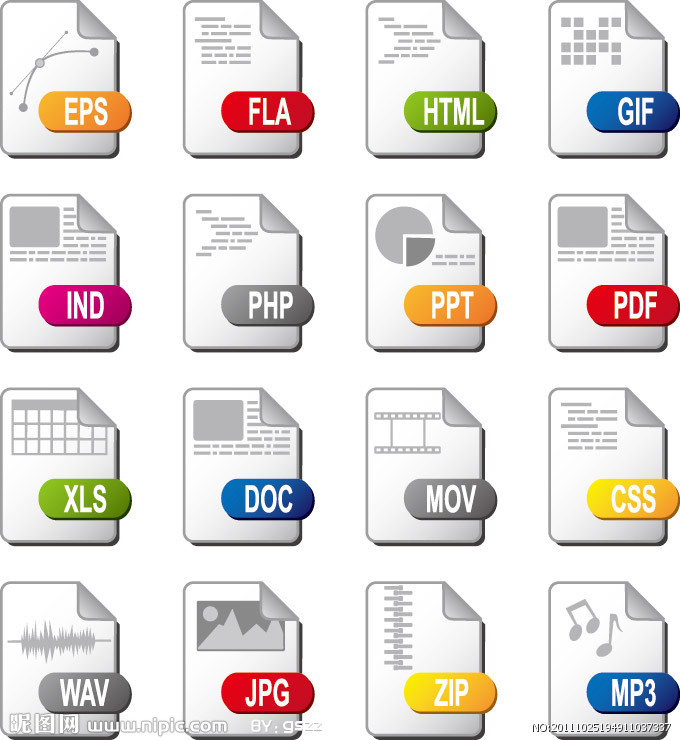 EPS
FLA
HTML
GIF
IND
PHP
PPT
PDF
XLS
DOC
MOV
CSS
WAV
JPG
ZIP
MP3
昵图网 www.nipic.com BY: gszz
NO:20111025194911037337